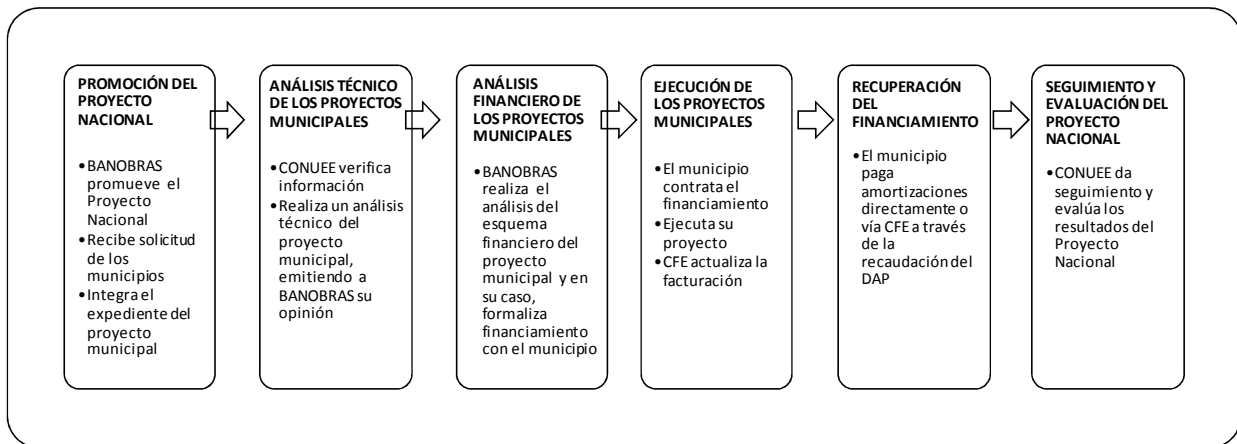 PROMOCIÓN DEL
PROYECTO
NACIONAL
•BANOBRAS
promueve el
Proyecto
Nacional
•Recibe solicitud
de los
municipios
•Integra el
expediente del
proyecto
municipal
ANÁLISIS TÉCNICO
DE LOS PROYECTOS
MUNICIPALES
•CONUEE verifica
información
•Realiza un análisis
técnico del
proyecto
municipal,
emitiendo a
BANOBRAS su
opinión
ANÁLISIS
FINANCIERO DE
LOS PROYECTOS
MUNICIPALES
•BANOBRAS
realiza el
análisis del
esquema
financiero del
proyecto
municipal y en
su caso,
formaliza
financiamiento
con el municipio
EJECUCIÓN DE
LOS PROYECTOS
MUNICIPALES
•El municipio
contrata el
financiamiento
•Ejecuta su
proyecto
•CFE actualiza la
facturación
RECUPERACIÓN
DEL
FINANCIAMIENTO
•El municipio
paga
amortizaciones
directamente o
vía CFE a través
de la
recaudación del
DAP
SEGUIMIENTO Y
EVALUACIÓN DEL
PROYECTO
NACIONAL
•CONUEE da
seguimiento y
evalúa los
resultados del
Proyecto
Nacional